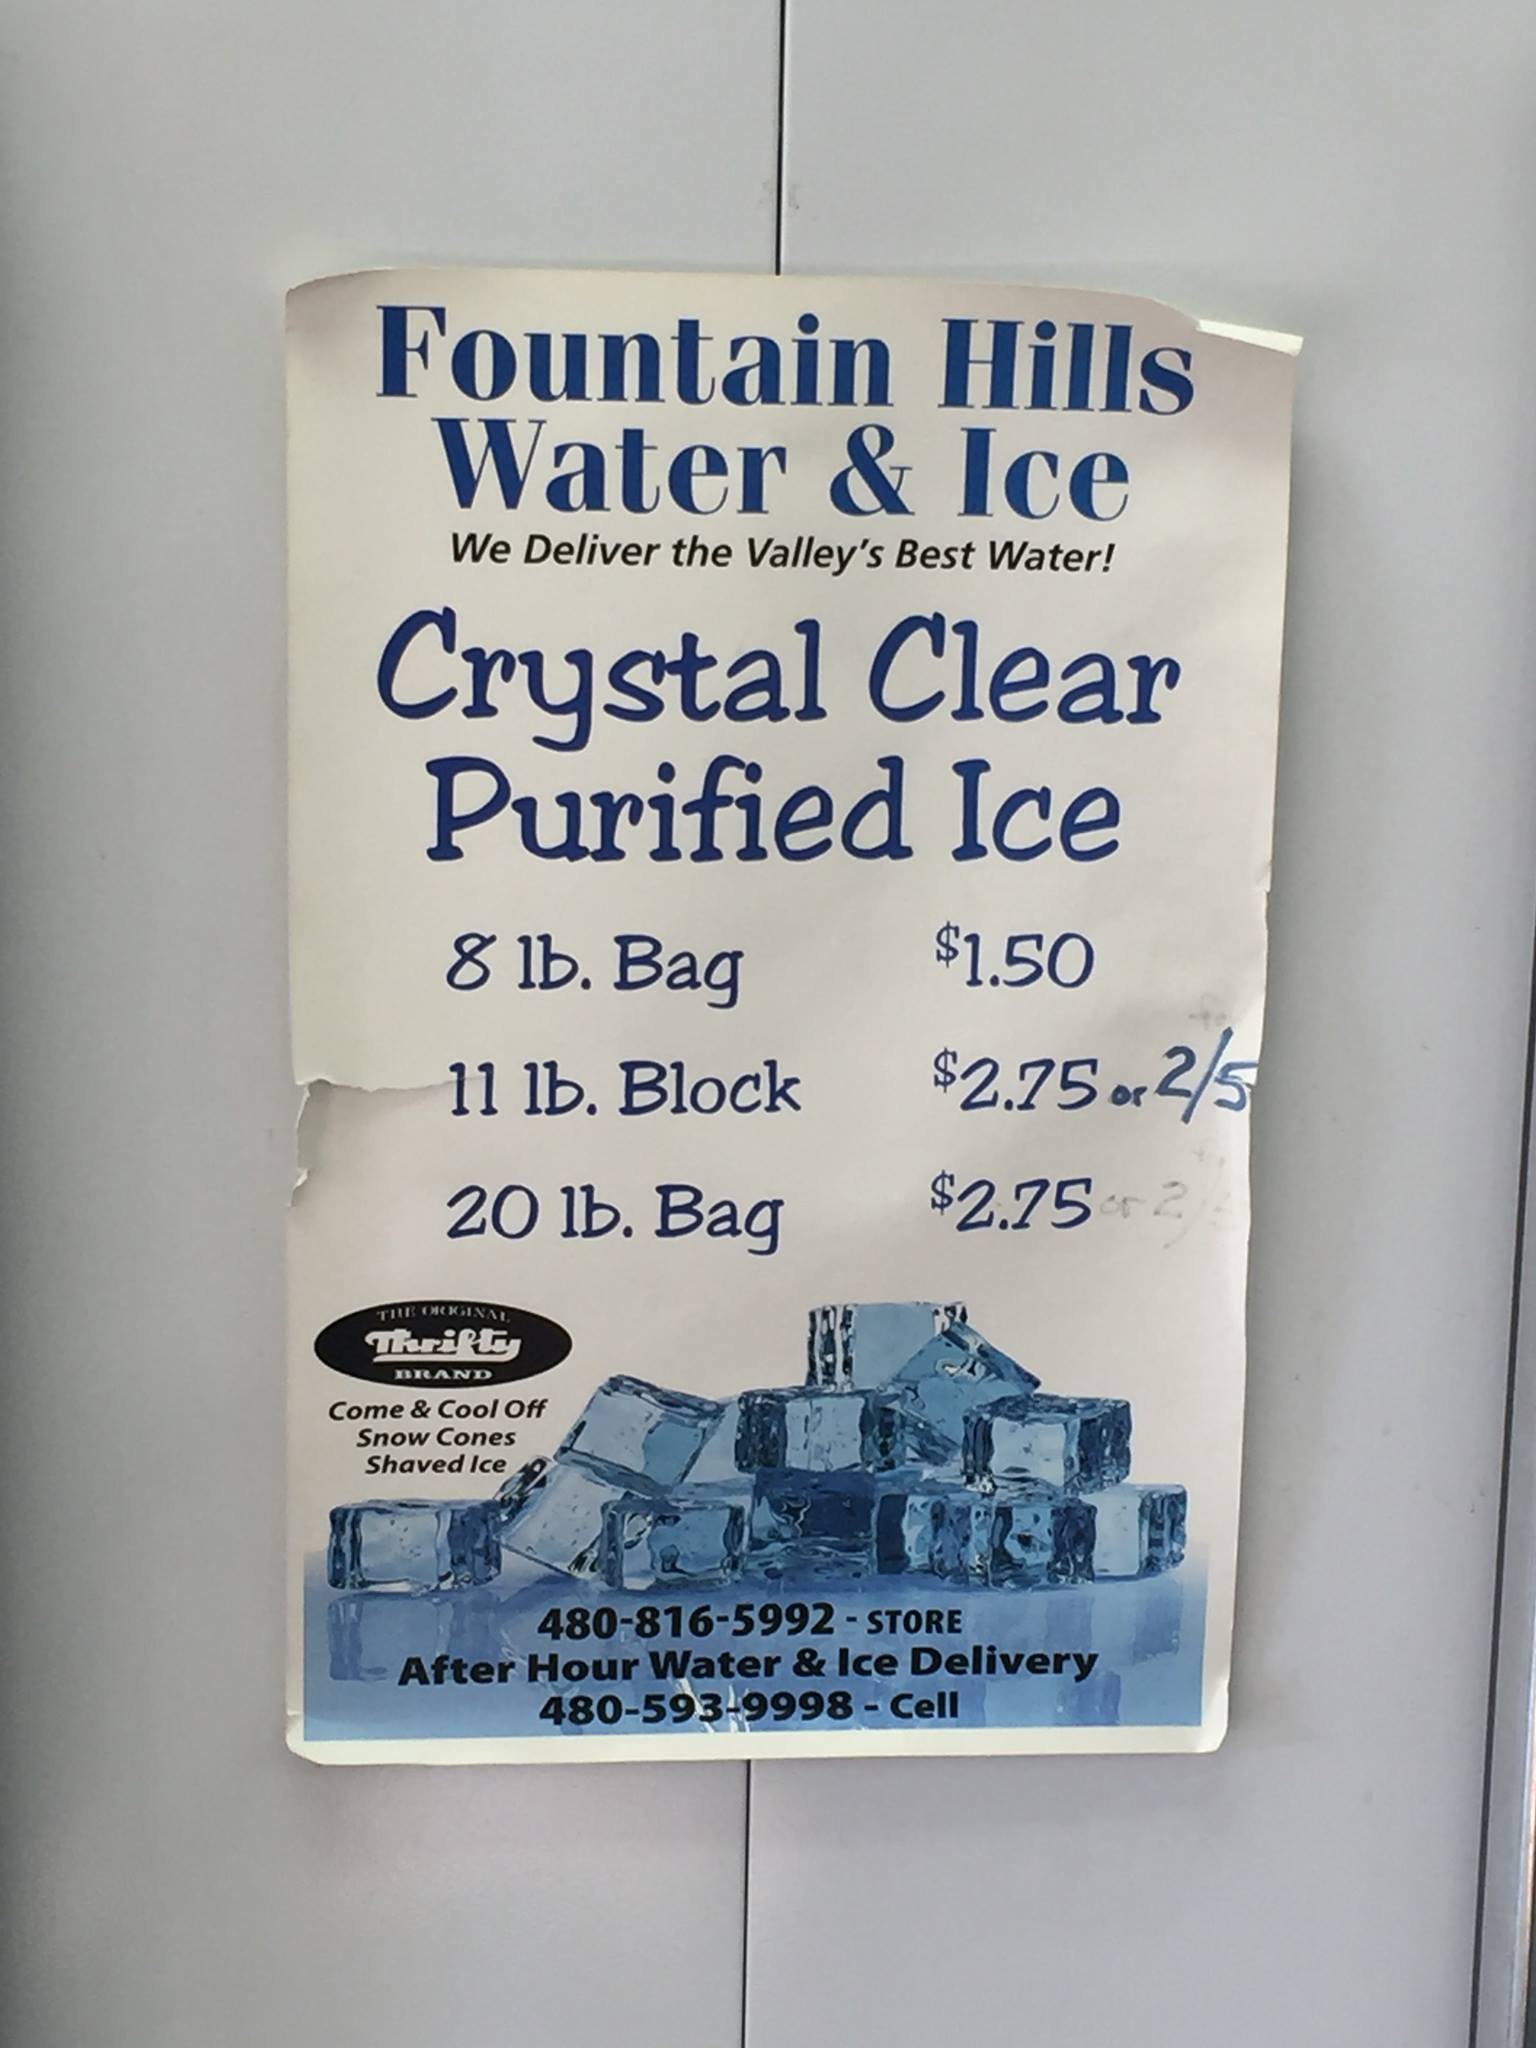 Fountain Hills
Water & Ice
We Deliver the Valley's Best Water!
Crystal Clear
Purified Ice
8 lb. Bag $1.50
11 lb. Block $2.75 or 2/5
20 lb. Bag $2.75 or 2/
THE ORIGINAL
Thrifty
BRAND
Come & Cool Off
Snow Cones
Shaved Ice
480-816-5992 - STORE
After Hour Water & Ice Delivery
480-593-9998 - Cell